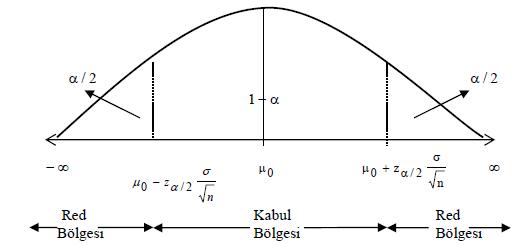 α / 2
α / 2
1 – α
– ∞
μ0 – zα/2 σ/√n
μ0
μ0 + zα/2 σ/√n
∞
Red Bölgesi
Kabul Bölgesi
Red Bölgesi